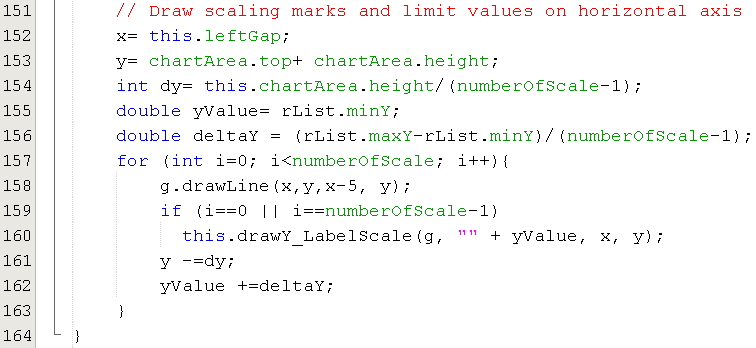 151 // Draw scaling marks and limit values on horizontal axis
152 x= this.leftGap;
153 y= chartArea.top+ chartArea.height;
154 int dy= this.chartArea.height/(numberOfScale-1);
155 double yValue= rList.minY;
156 double deltaY = (rList.maxY-rList.minY)/(numberOfScale-1);
157 for (int i=0; i<numberOfScale; i++){
158 g.drawLine(x,y,x-5, y);
159 if (i==0 || i==numberOfScale-1)
160 this.drawY_LabelScale(g, "" + yValue, x, y);
161 y -=dy;
162 yValue +=deltaY;
163 }
164 }